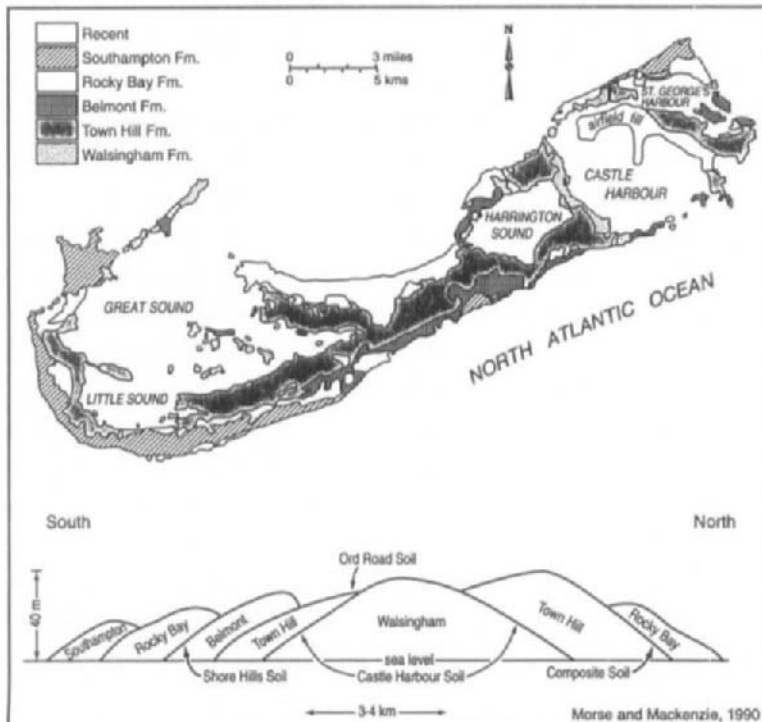 Recent
Southampton Fm.
Rocky Bay Fm.
Belmont Fm.
Town Hill Fm.
Walsingham Fm.
0 3 miles
0 5 kms
N
ST. GEORGE'S
HARBOUR
airfield fill
CASTLE
HARBOUR
HARRINGTON
SOUND
GREAT SOUND
LITTLE SOUND
NORTH ATLANTIC OCEAN
South
North
Ord Road Soil
40 m
Southampton
Rocky Bay
Belmont
Town Hill
Walsingham
Town Hill
Rocky Bay
sea level
Shore Hills Soil
Castle Harbour Soil
Composite Soil
3-4 km
Morse and Mackenzie, 1990